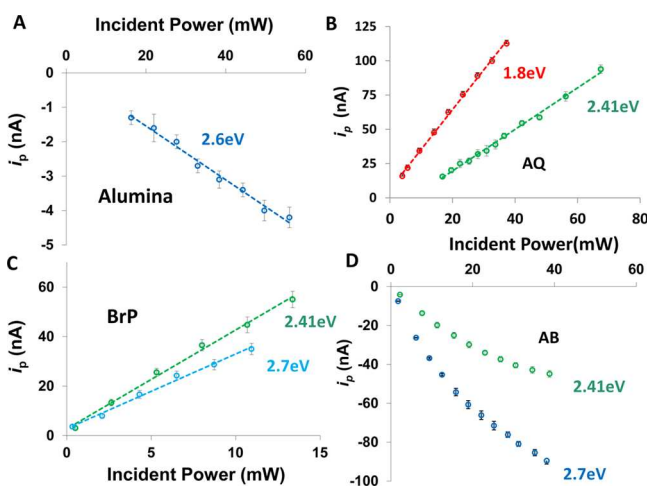 A
Incident Power (mW)
0 20 40 60
0
-1
-2
-3
-4
-5
i_p (nA)
2.6eV
Alumina
B
125
100
75
50
25
0
i_p (nA)
1.8eV
2.41eV
AQ
0 20 40 60 80
Incident Power(mW)
C
60
40
20
0
i_p (nA)
BrP
2.41eV
2.7eV
0 5 10 15
Incident Power (mW)
D
0 20 40 60
0
-20
-40
-60
-80
-100
i_p (nA)
AB
2.41eV
2.7eV